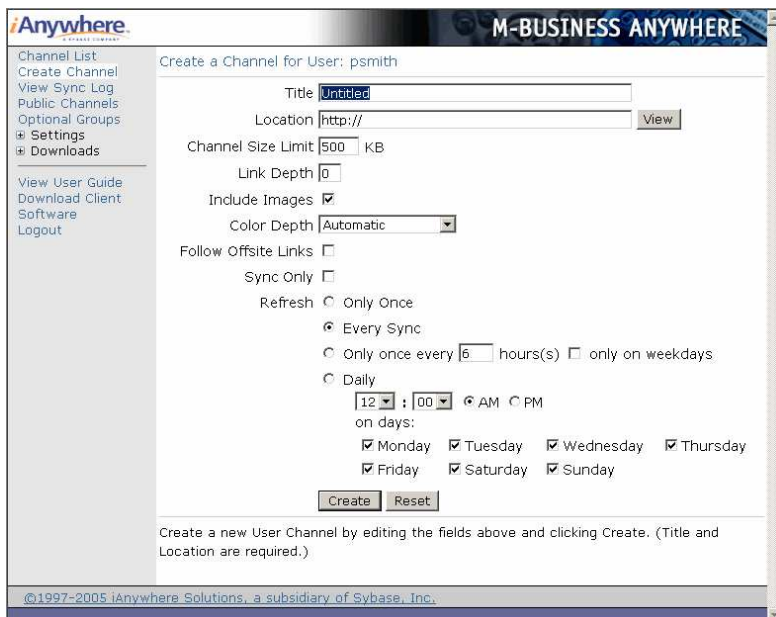 iAnywhere.
A SYBASE COMPANY
M-BUSINESS ANYWHERE
Channel List
Create Channel
View Sync Log
Public Channels
Optional Groups
Settings
Downloads
View User Guide
Download Client
Software
Logout
Create a Channel for User: psmith
Title Untitled
Location http:// View
Channel Size Limit 500 KB
Link Depth 0
Include Images
Color Depth Automatic
Follow Offsite Links
Sync Only
Refresh Only Once
Every Sync
Only once every 6 hours(s) only on weekdays
Daily
12 : 00 AM PM
on days:
Monday Tuesday Wednesday Thursday
Friday Saturday Sunday
Create Reset
Create a new User Channel by editing the fields above and clicking Create. (Title and
Location are required.)
©1997-2005 iAnywhere Solutions, a subsidiary of Sybase, Inc.